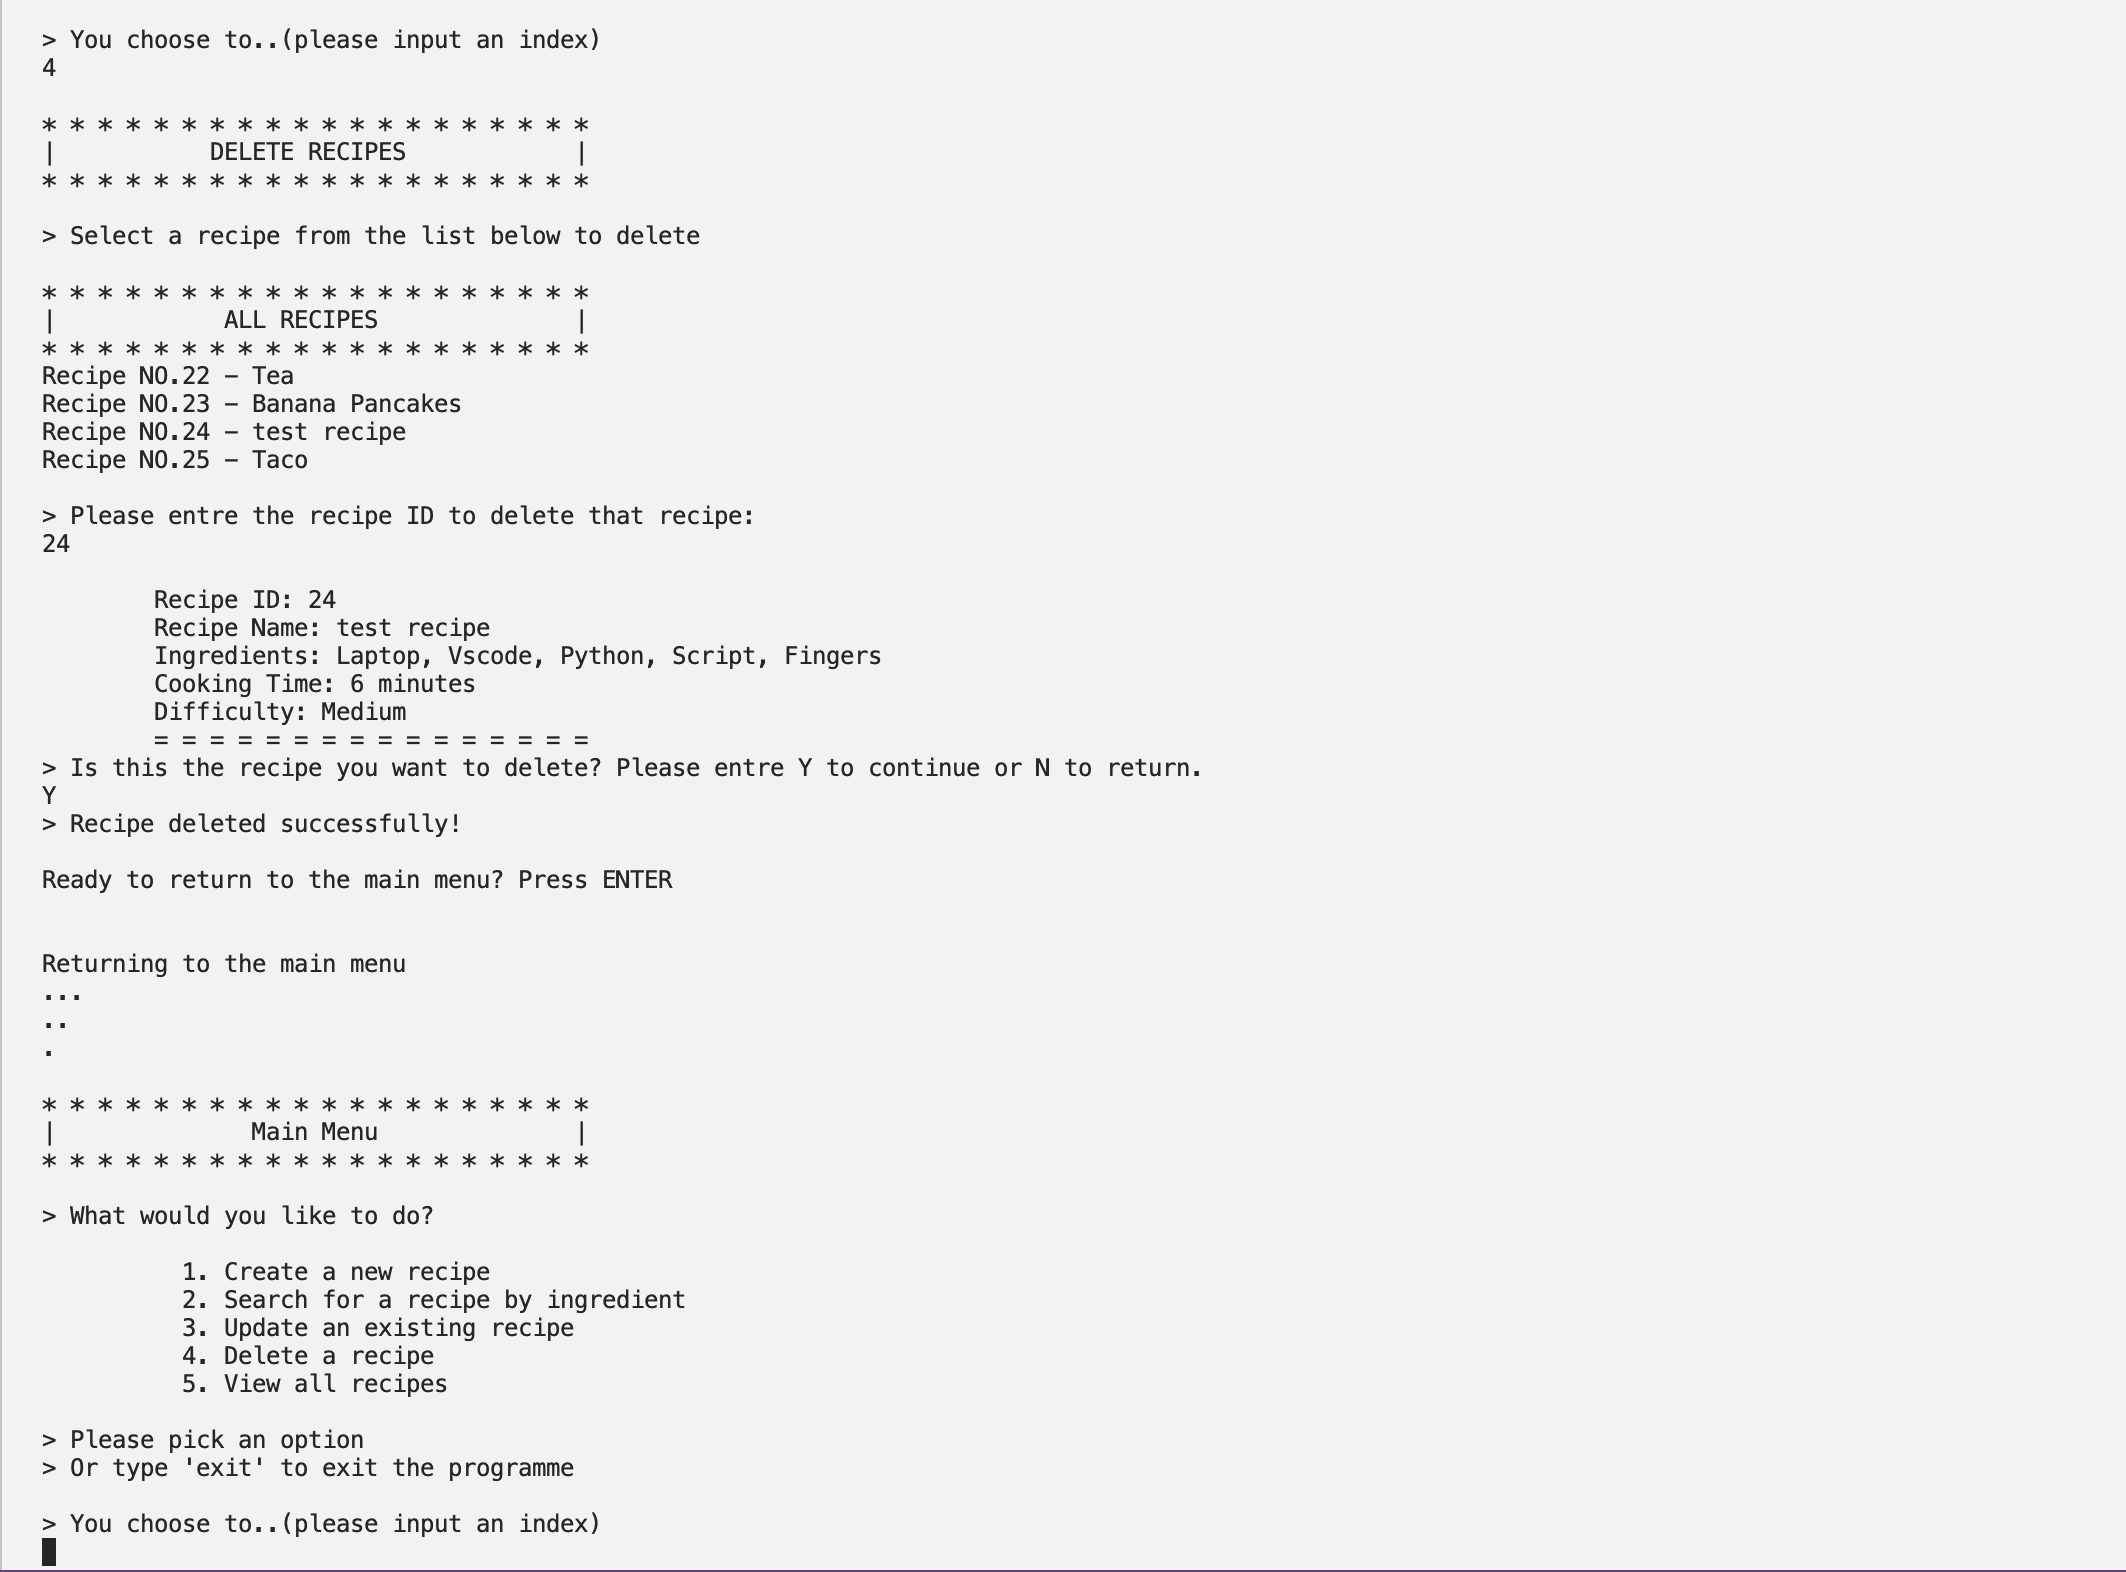 > You choose to..(please input an index)
4
* * * * * * * * * * * * * * * * * * * *
|           DELETE RECIPES            |
* * * * * * * * * * * * * * * * * * * *
> Select a recipe from the list below to delete
* * * * * * * * * * * * * * * * * * * *
|            ALL RECIPES              |
* * * * * * * * * * * * * * * * * * * *
Recipe NO.22 – Tea
Recipe NO.23 – Banana Pancakes
Recipe NO.24 – test recipe
Recipe NO.25 – Taco
> Please entre the recipe ID to delete that recipe:
24
Recipe ID: 24
Recipe Name: test recipe
Ingredients: Laptop, Vscode, Python, Script, Fingers
Cooking Time: 6 minutes
Difficulty: Medium
= = = = = = = = = = = = = = = =
> Is this the recipe you want to delete? Please entre Y to continue or N to return.
Y
> Recipe deleted successfully!
Ready to return to the main menu? Press ENTER
Returning to the main menu
...
..
.
* * * * * * * * * * * * * * * * * * * *
|              Main Menu              |
* * * * * * * * * * * * * * * * * * * *
> What would you like to do?
1. Create a new recipe
2. Search for a recipe by ingredient
3. Update an existing recipe
4. Delete a recipe
5. View all recipes
> Please pick an option
> Or type 'exit' to exit the programme
> You choose to..(please input an index)